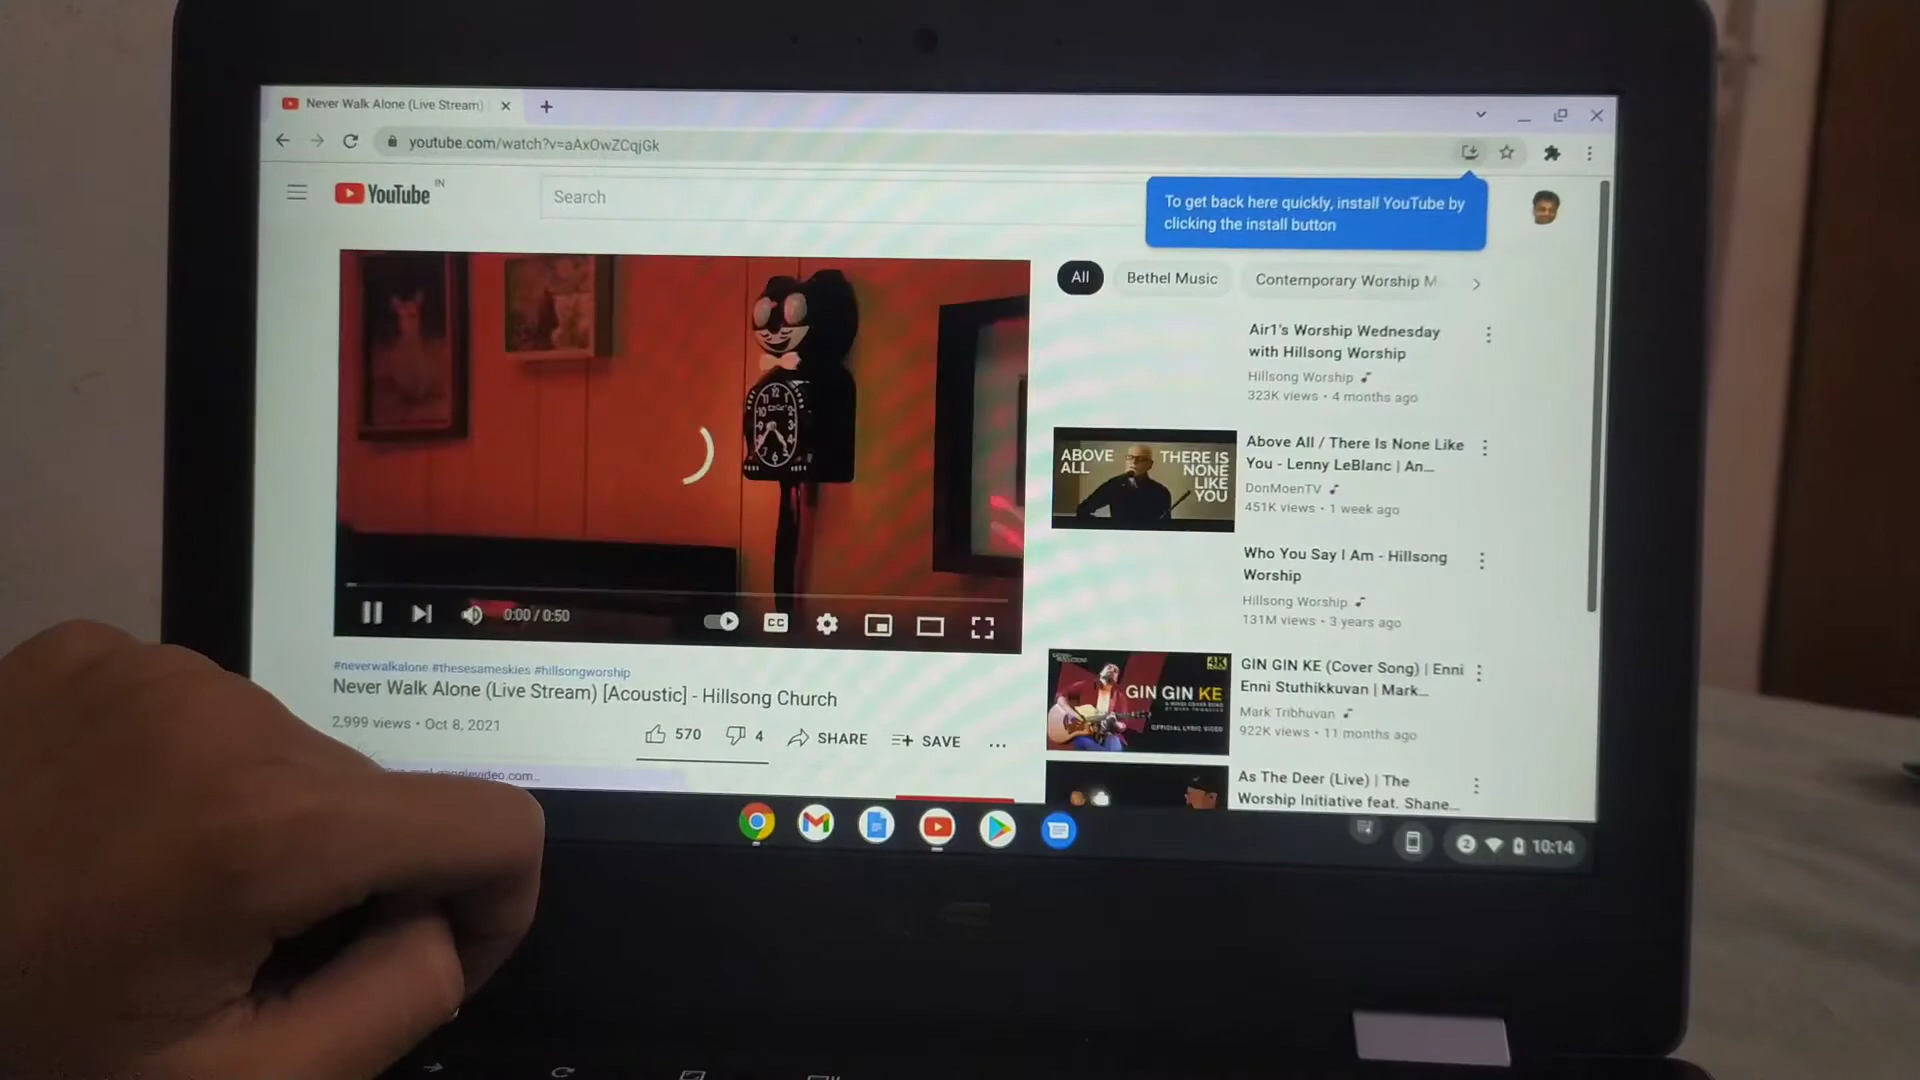 Never Walk Alone (Live Stream)
youtube.com/watch?v=aAxOwZCqjGk
YouTube IN
Search
To get back here quickly, install YouTube by
clicking the install button
All
Bethel Music
Contemporary Worship M
Air1's Worship Wednesday
with Hillsong Worship
Hillsong Worship
323K views • 4 months ago
ABOVE
ALL
THERE IS
NONE
LIKE
YOU
Above All / There Is None Like
You - Lenny LeBlanc | An...
DonMoenTV
451K views • 1 week ago
Who You Say I Am - Hillsong
Worship
Hillsong Worship
131M views • 3 years ago
4K
GIN GIN KE
OFFICIAL LYRIC VIDEO
GIN GIN KE (Cover Song) | Enni
Enni Stuthikkuvan | Mark...
Mark Tribhuvan
922K views • 11 months ago
As The Deer (Live) | The
Worship Initiative feat. Shane...
0:00 / 0:50
CC
#neverwalkalone #thesesameskies #hillsongworship
Never Walk Alone (Live Stream) [Acoustic] - Hillsong Church
2,999 views • Oct 8, 2021
570
4
SHARE
SAVE
2
10:14